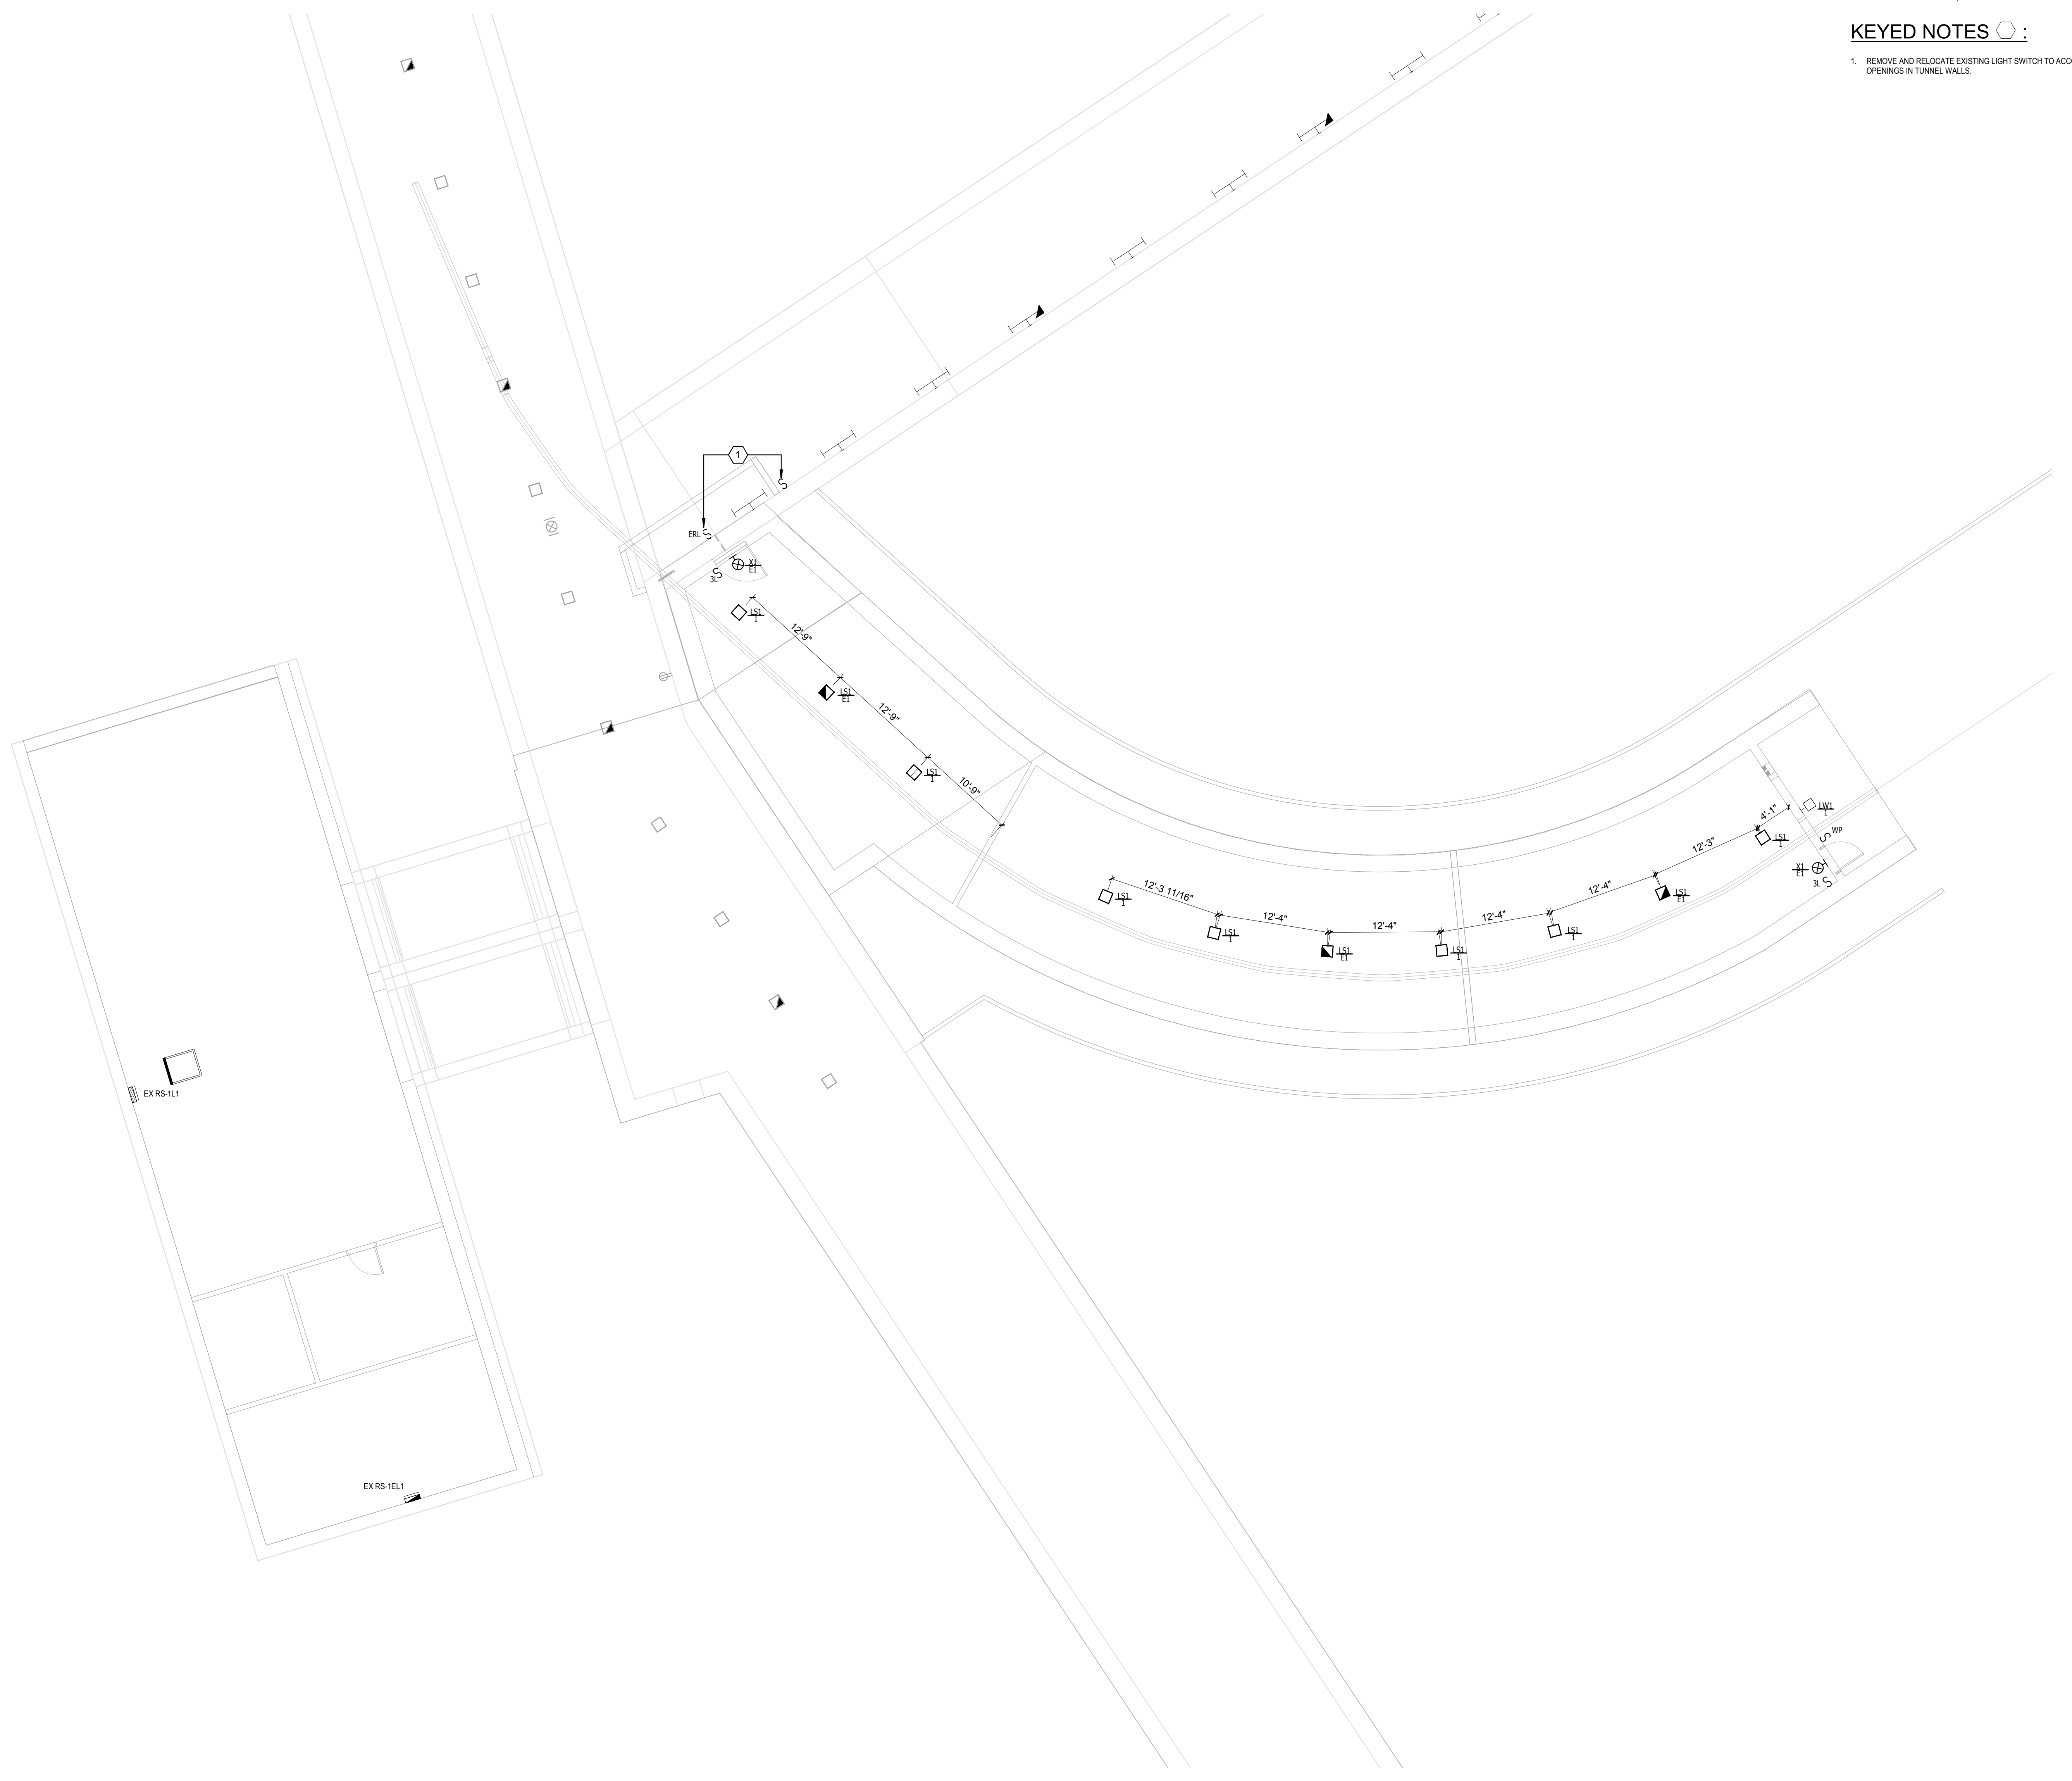 KEYED NOTES :
1. REMOVE AND RELOCATE EXISTING LIGHT SWITCH TO ACC
OPENINGS IN TUNNEL WALLS.
1
S
ERL S
S
3L
X1
E1
LS1
1
12'-9"
LS1
E1
12'-9"
LS1
1
10'-9"
LS1
1
12'-3 11/16"
LS1
1
12'-4"
LS1
E1
12'-4"
LS1
1
12'-4"
LS1
1
12'-4"
LS1
E1
12'-3"
LS1
1
4'-1"
LW1
1
S WP
X1
E1
3L S
EX RS-1L1
EX RS-1EL1